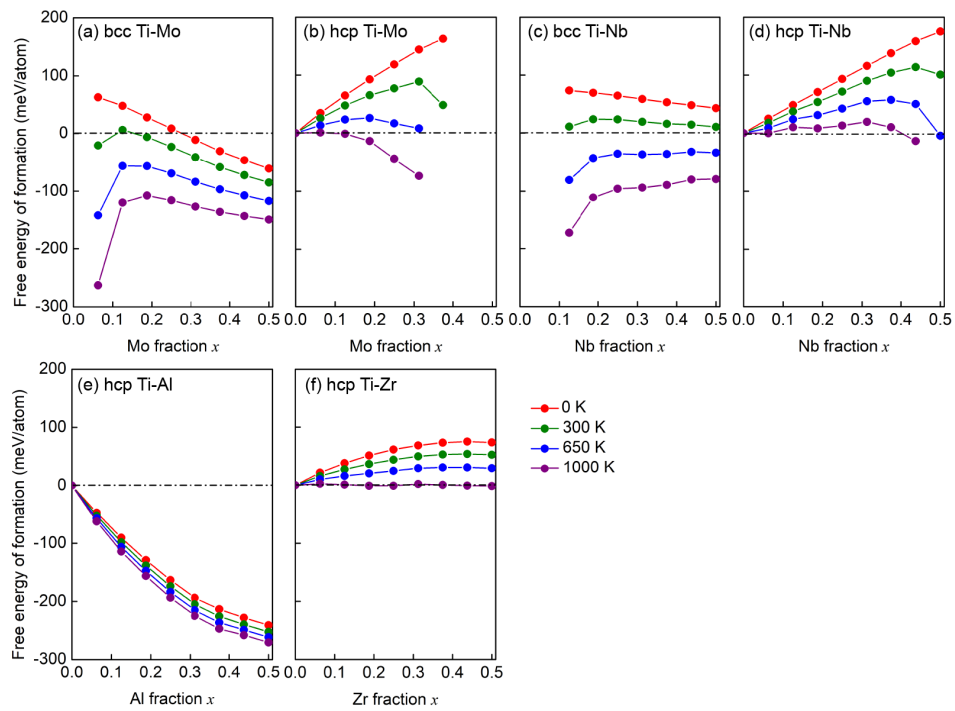 (a) bcc Ti-Mo
(b) hcp Ti-Mo
(c) bcc Ti-Nb
(d) hcp Ti-Nb
Free energy of formation (meV/atom)
200
100
0
-100
-200
-300
0.0 0.1 0.2 0.3 0.4 0.5
0.0 0.1 0.2 0.3 0.4 0.5
0.0 0.1 0.2 0.3 0.4 0.5
0.0 0.1 0.2 0.3 0.4 0.5
Mo fraction x
Mo fraction x
Nb fraction x
Nb fraction x
(e) hcp Ti-Al
(f) hcp Ti-Zr
Free energy of formation (meV/atom)
200
100
0
-100
-200
-300
0.0 0.1 0.2 0.3 0.4 0.5
0.0 0.1 0.2 0.3 0.4 0.5
Al fraction x
Zr fraction x
0 K
300 K
650 K
1000 K